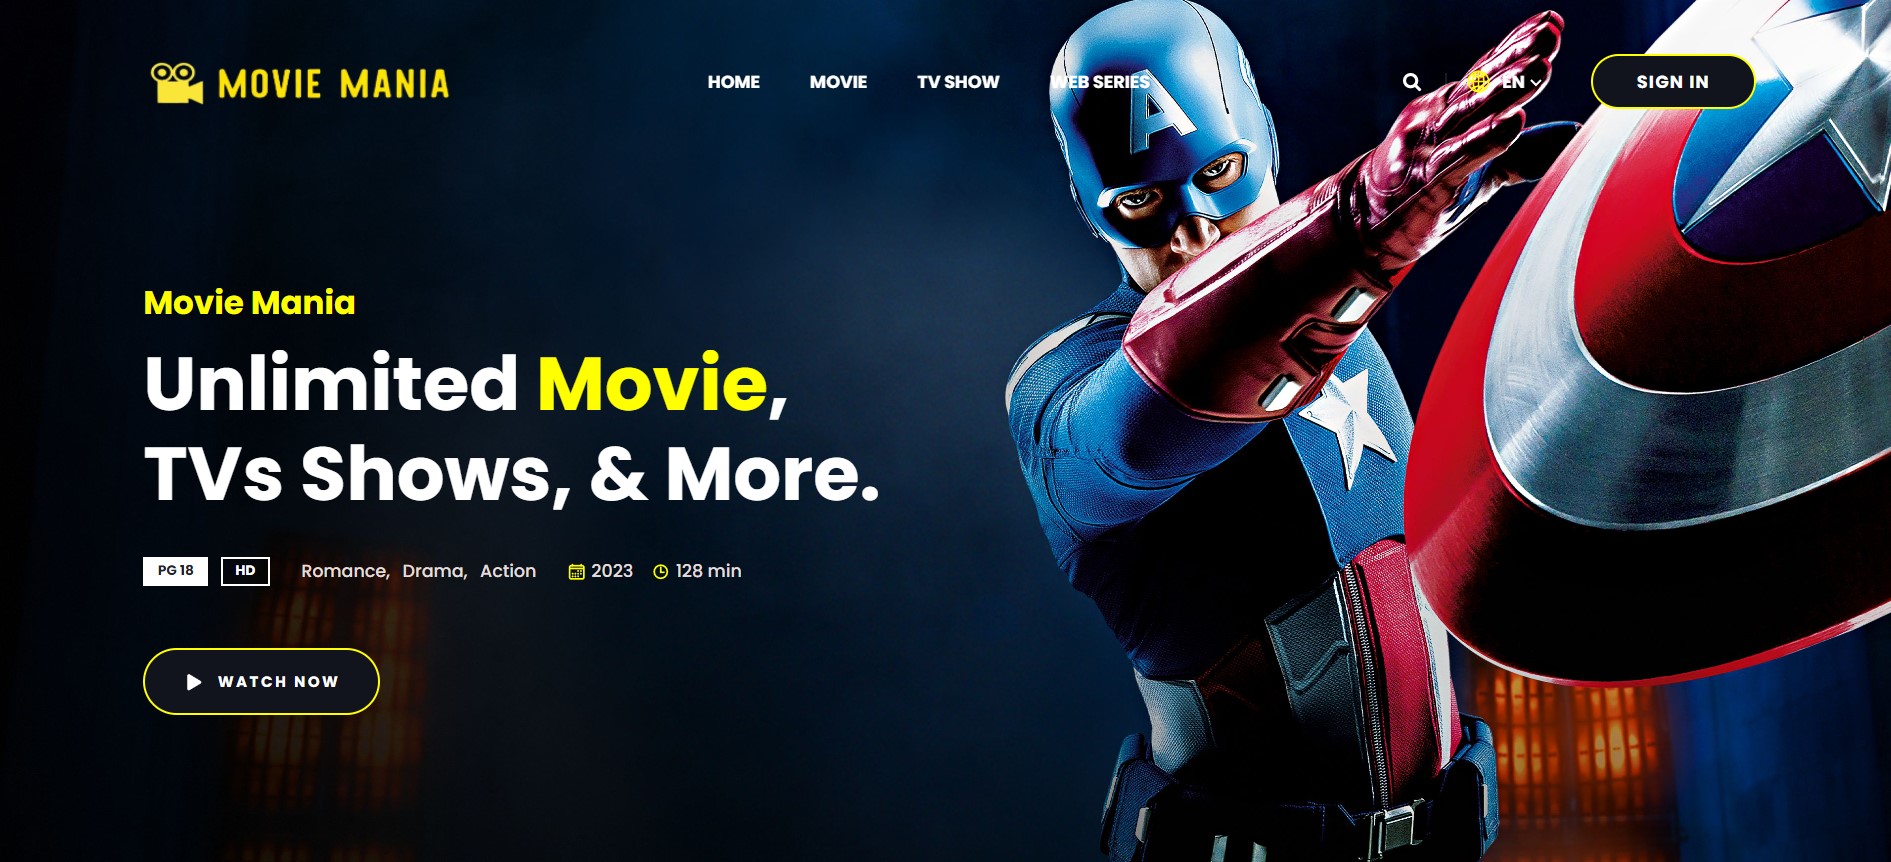 MOVIE MANIA
HOME MOVIE TV SHOW WEB SERIES EN SIGN IN
A
Movie Mania
Unlimited Movie,
TVs Shows, & More.
PG 18 HD Romance, Drama, Action 2023 128 min
WATCH NOW